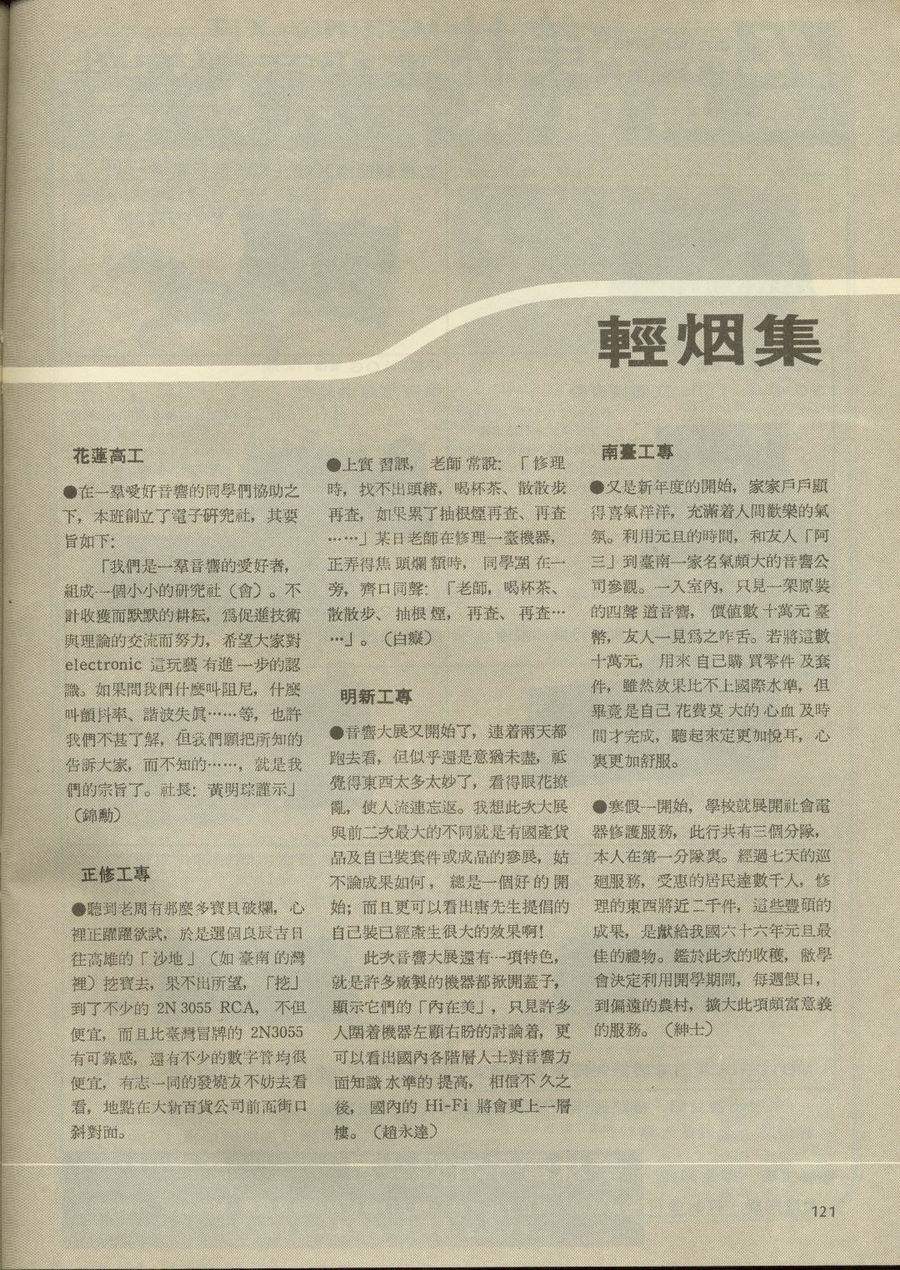 輕烟集
花蓮高工
●在一羣愛好音響的同學們協助之
下，本班創立了電子研究社，其要
旨如下：
「我們是一羣音響的愛好者，
組成一個小小的研究社（會）。不
計收獲而默默的耕耘，爲促進技術
與理論的交流而努力，希望大家對
electronic 這玩藝有進一步的認
識。如果問我們什麼叫阻尼，什麼
叫顫抖率、諧波失眞……等，也許
我們不甚了解，但我們願把所知的
告訴大家，而不知的……，就是我
們的宗旨了。社長：黃明琮謹示」
（錦勳）
正修工專
●聽到老周有那麼多寶貝破爛，心
裡正躍躍欲試，於是選個良辰吉日
往高雄的「沙地」（如臺南的灣
裡）挖寶去，果不出所望，「挖」
到了不少的 2N 3055 RCA，不但
便宜，而且比臺灣冒牌的 2N3055
有可靠感，還有不少的數字管均很
便宜，有志一同的發燒友不妨去看
看，地點在大新百貨公司前面街口
斜對面。
●上實習課，老師常說：「修理
時，找不出頭緒，喝杯茶、散散步
再查，如果累了抽根煙再查、再查
……」某日老師在修理一臺機器，
正弄得焦頭爛額時，同學圍在一
旁，齊口同聲：「老師，喝杯茶、
散散步、抽根煙，再查、再查…
…」。（白癡）
明新工專
●音響大展又開始了，連着兩天都
跑去看，但似乎還是意猶未盡，祗
覺得東西太多太妙了，看得眼花撩
亂，使人流連忘返。我想此次大展
與前二次最大的不同就是有國產貨
品及自己裝套件或成品的參展，姑
不論成果如何，總是一個好的開
始；而且更可以看出唐先生提倡的
自己裝已經產生很大的效果啊！
此次音響大展還有一項特色，
就是許多廠製的機器都掀開蓋子，
顯示它們的「內在美」，只見許多
人圍着機器左顧右盼的討論着，更
可以看出國內各階層人士對音響方
面知識水準的提高，相信不久之
後，國內的 Hi-Fi 將會更上一層
樓。（趙永達）
南臺工專
●又是新年度的開始，家家戶戶顯
得喜氣洋洋，充滿着人間歡樂的氣
氛。利用元旦的時間，和友人「阿
三」到臺南一家名氣頗大的音響公
司參觀。一入室內，只見一架原裝
的四聲道音響，價值數十萬元臺
幣，友人一見爲之咋舌。若將這數
十萬元，用來自己購買零件及套
件，雖然效果比不上國際水準，但
畢竟是自己花費莫大的心血及時
間才完成，聽起來定更加悅耳，心
裏更加舒服。
●寒假一開始，學校就展開社會電
器修護服務，此行共有三個分隊，
本人在第一分隊裏。經過七天的巡
廻服務，受惠的居民達數千人，修
理的東西將近二千件，這些豐碩的
成果，是獻給我國六十六年元旦最
佳的禮物。鑑於此次的收穫，敝學
會決定利用開學期間，每週假日，
到偏遠的農村，擴大此項頗富意義
的服務。（紳士）
121